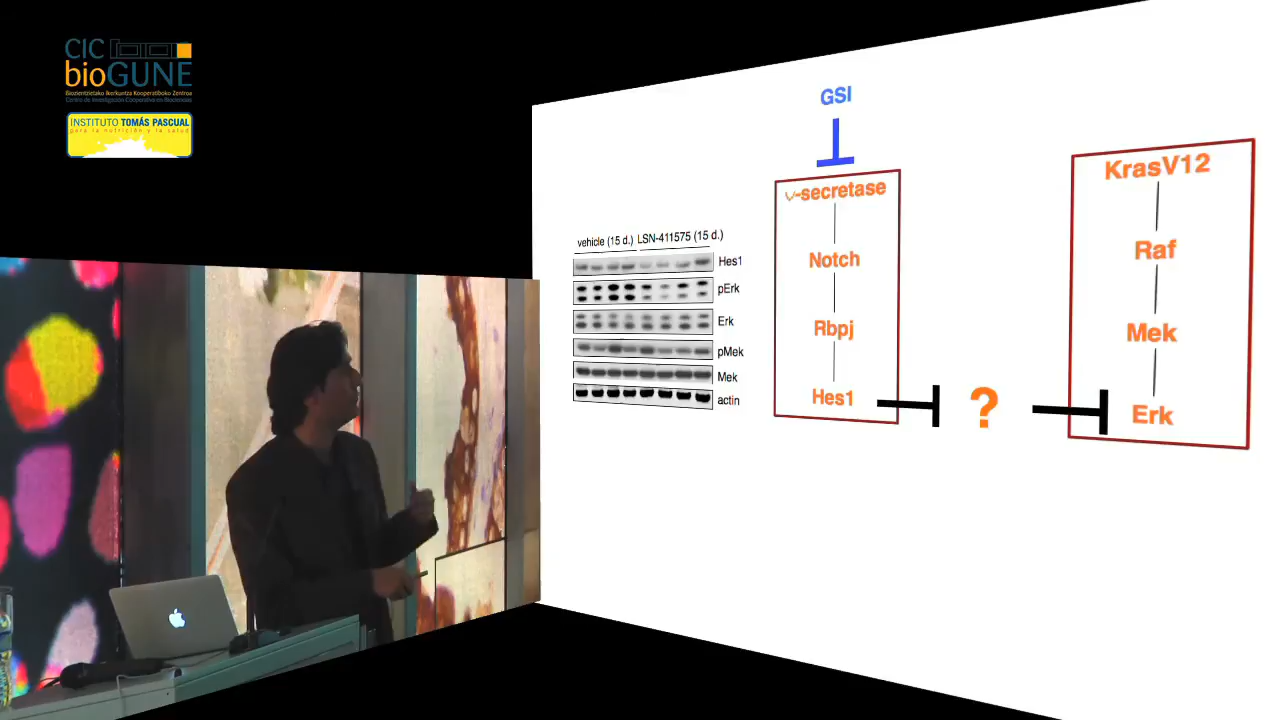 CIC
bioGUNE
Biozientzietako Ikerkuntza Kooperatiboko Zentroa
Centro de Investigación Cooperativa en Biociencias
INSTITUTO TOMÁS PASCUAL
para la nutrición y la salud
GSI
γ-secretase
Notch
Rbpj
Hes1
?
KrasV12
Raf
Mek
Erk
vehicle (15 d.) LSN-411575 (15 d.)
Hes1
pErk
Erk
pMek
Mek
actin